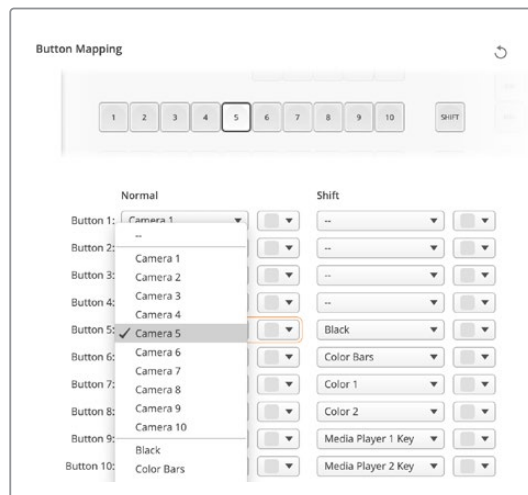 Button Mapping
1 2 3 4 5 6 7 8 9 10 SHIFT
Normal Shift
Button 1: Camera 1 --
Button 2: --
--
Button 3: --
Camera 1
Camera 2
Button 4: --
Camera 3
Camera 4
Button 5: ✓ Camera 5 Black
Button 6: Camera 6 Color Bars
Camera 7
Button 7: Color 1
Camera 8
Button 8: Camera 9 Color 2
Camera 10
Button 9: Media Player 1 Key
Black
Button 10: Color Bars Media Player 2 Key